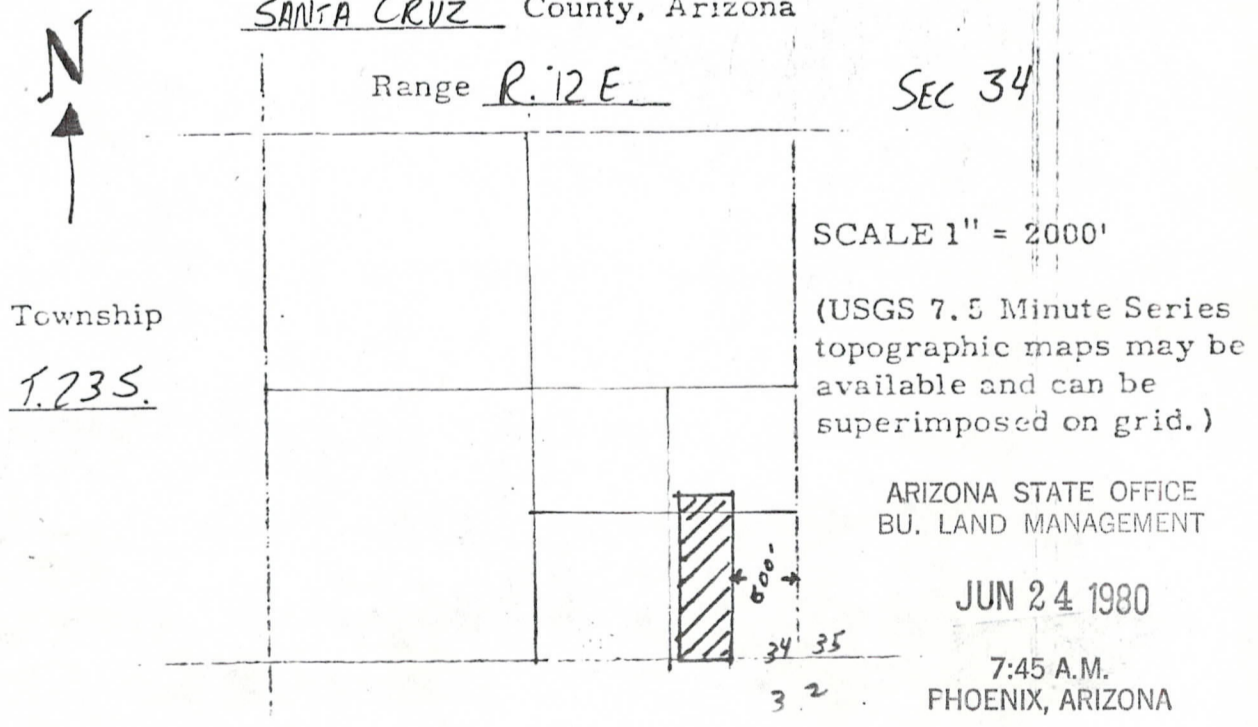 SANTA CRUZ County, Arizona
N
Range R. 12 E.
SEC 34
SCALE 1" = 2000'
Township
T. 23 S.
(USGS 7.5 Minute Series
topographic maps may be
available and can be
superimposed on grid.)
ARIZONA STATE OFFICE
BU. LAND MANAGEMENT
600'
JUN 24 1980
34 35
3 2
7:45 A.M.
PHOENIX, ARIZONA